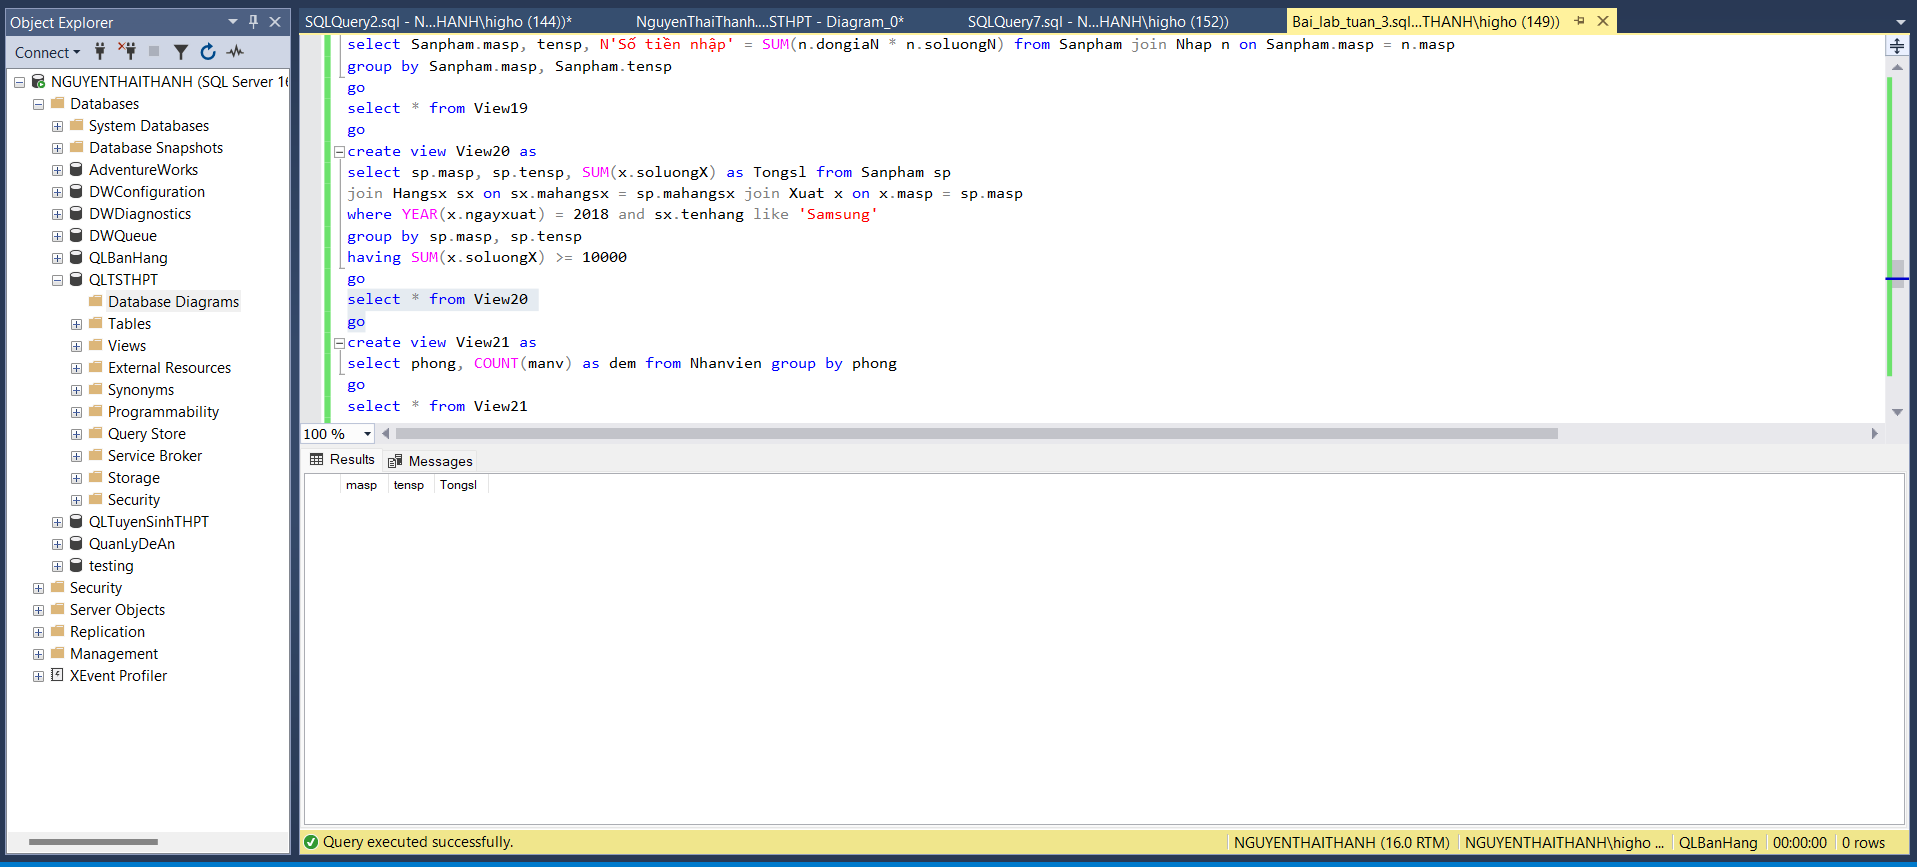 Object Explorer
Connect
NGUYENTHAITHANH (SQL Server 16
Databases
System Databases
Database Snapshots
AdventureWorks
DWConfiguration
DWDiagnostics
DWQueue
QLBanHang
QLTSTHPT
Database Diagrams
Tables
Views
External Resources
Synonyms
Programmability
Query Store
Service Broker
Storage
Security
QLTuyenSinhTHPT
QuanLyDeAn
testing
Security
Server Objects
Replication
Management
XEvent Profiler
SQLQuery2.sql - N...HANH\higho (144))*
NguyenThaiThanh....STHPT - Diagram_0*
SQLQuery7.sql - N...HANH\higho (152))
Bai_lab_tuan_3.sql...THANH\higho (149))
select Sanpham.masp, tensp, N'Số tiền nhập' = SUM(n.dongiaN * n.soluongN) from Sanpham join Nhap n on Sanpham.masp = n.masp
group by Sanpham.masp, Sanpham.tensp
go
select * from View19
go
create view View20 as
select sp.masp, sp.tensp, SUM(x.soluongX) as Tongsl from Sanpham sp
join Hangsx sx on sx.mahangsx = sp.mahangsx join Xuat x on x.masp = sp.masp
where YEAR(x.ngayxuat) = 2018 and sx.tenhang like 'Samsung'
group by sp.masp, sp.tensp
having SUM(x.soluongX) >= 10000
go
select * from View20
go
create view View21 as
select phong, COUNT(manv) as dem from Nhanvien group by phong
go
select * from View21
100 %
Results
Messages
masp tensp Tongsl
Query executed successfully.
NGUYENTHAITHANH (16.0 RTM)
NGUYENTHAITHANH\higho ...
QLBanHang
00:00:00
0 rows